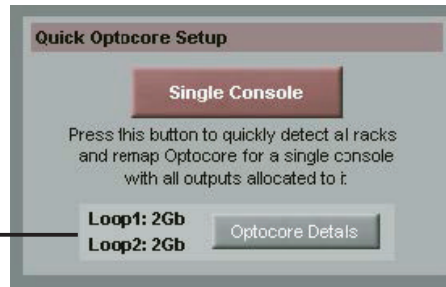 Quick Optocore Setup
Single Console
Press this button to quickly detect all racks
and remap Optocore for a single console
with all outputs allocated to it
Loop1: 2Gb
Loop2: 2Gb
Optocore Details